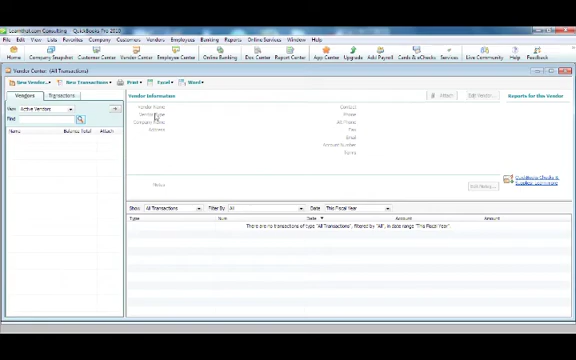 Learnthat.com Consulting - QuickBooks Pro 2010
File Edit View Lists Favorites Company Customers Vendors Employees Banking Reports Online Services Window Help
Home Company Snapshot Customer Center Vendor Center Employee Center Online Banking Doc Center Report Center App Center Upgrade Add Payroll Cards & eChecks Services Live Community Help Feedback
Vendor Center: (All Transactions)
New Vendor... New Transactions Print Excel Word
Vendors Transactions
View Active Vendors
Find
Name Balance Total Attach
Vendor Information Attach Edit Vendor... Reports for this Vendor
Vendor Name Contact
Vendor Type Phone
Company Name Alt Phone
Address Fax
Email
Account Number
Terms
Notes Edit Notes...
QuickBooks Checks &
Show All Transactions Filter By All Date This Fiscal Year
Type Num Date Account Amount
There are no transactions of type "All Transactions", filtered by "All", in date range "This Fiscal Year".